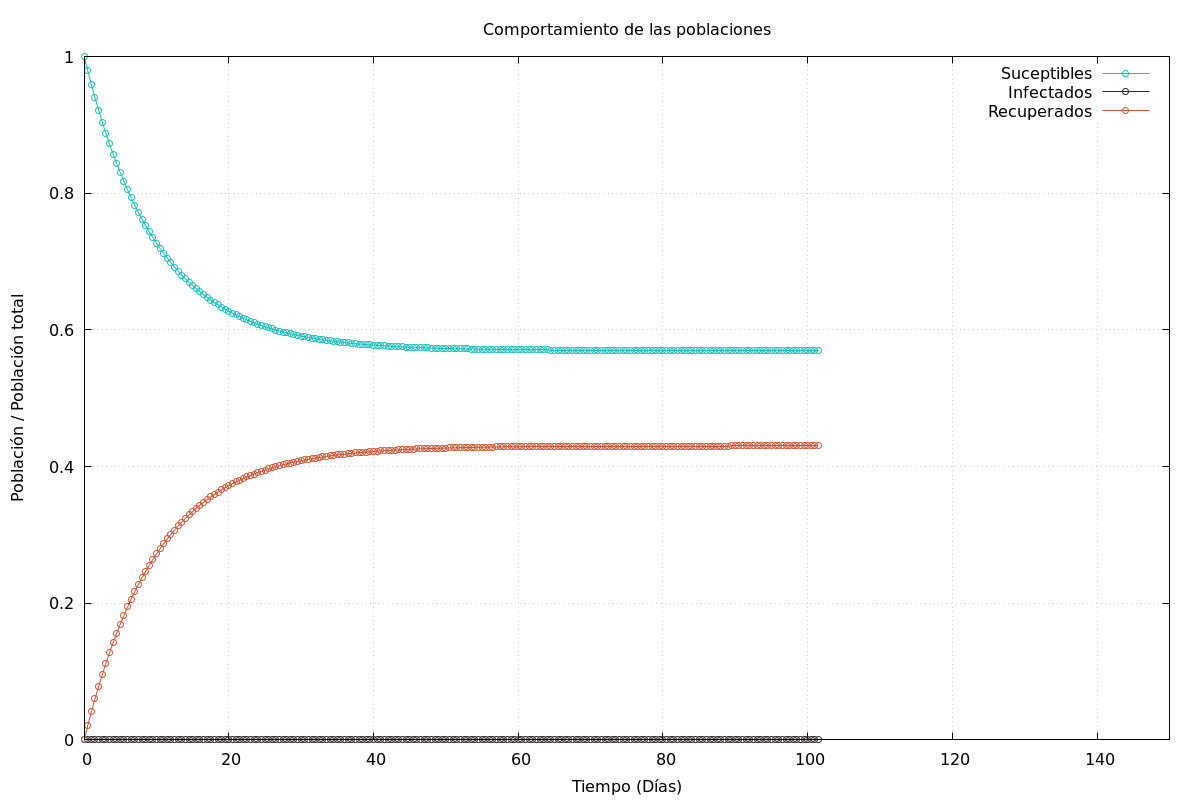 Comportamiento de las poblaciones
Suceptibles
Infectados
Recuperados
Población / Población total
1
0.8
0.6
0.4
0.2
0
0 20 40 60 80 100 120 140
Tiempo (Días)